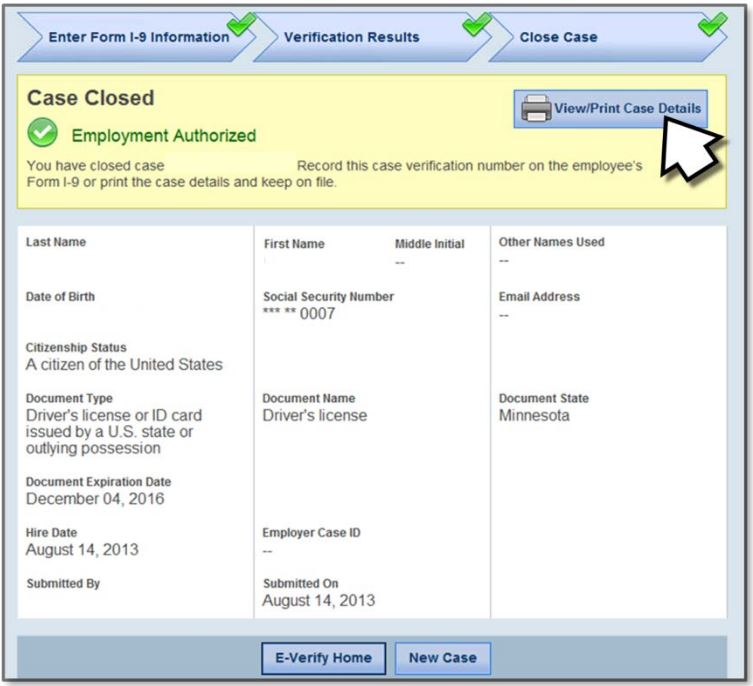 Enter Form I-9 Information
Verification Results
Close Case
Case Closed
View/Print Case Details
Employment Authorized
You have closed case Record this case verification number on the employee's
Form I-9 or print the case details and keep on file.
Last Name
First Name
Middle Initial
--
Other Names Used
--
Date of Birth
Social Security Number
*** ** 0007
Email Address
--
Citizenship Status
A citizen of the United States
Document Type
Driver's license or ID card
issued by a U.S. state or
outlying possession
Document Name
Driver's license
Document State
Minnesota
Document Expiration Date
December 04, 2016
Hire Date
August 14, 2013
Employer Case ID
--
Submitted By
Submitted On
August 14, 2013
E-Verify Home
New Case